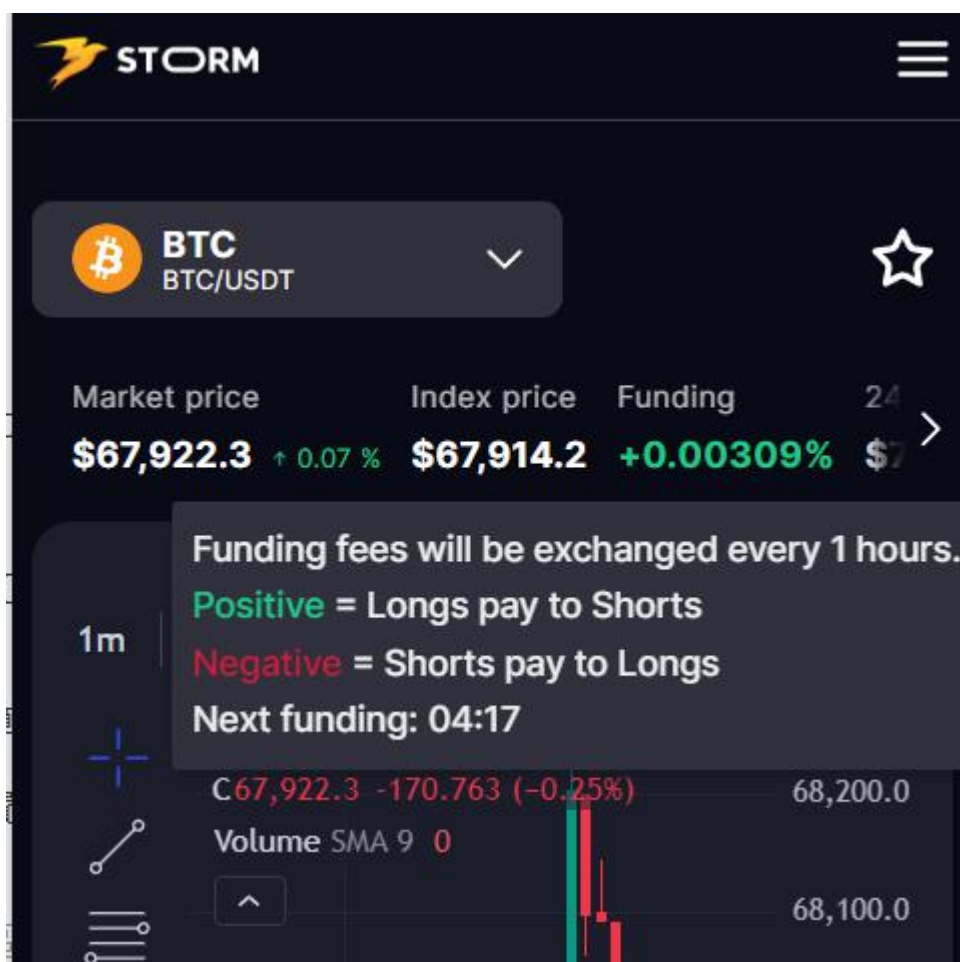 STORM
BTC
BTC/USDT
Market price Index price Funding 24
$67,922.3 ↑ 0.07 % $67,914.2 +0.00309% $
Funding fees will be exchanged every 1 hours.
Positive = Longs pay to Shorts
1m
Negative = Shorts pay to Longs
Next funding: 04:17
C67,922.3 -170.763 (−0.25%) 68,200.0
Volume SMA 9 0
68,100.0